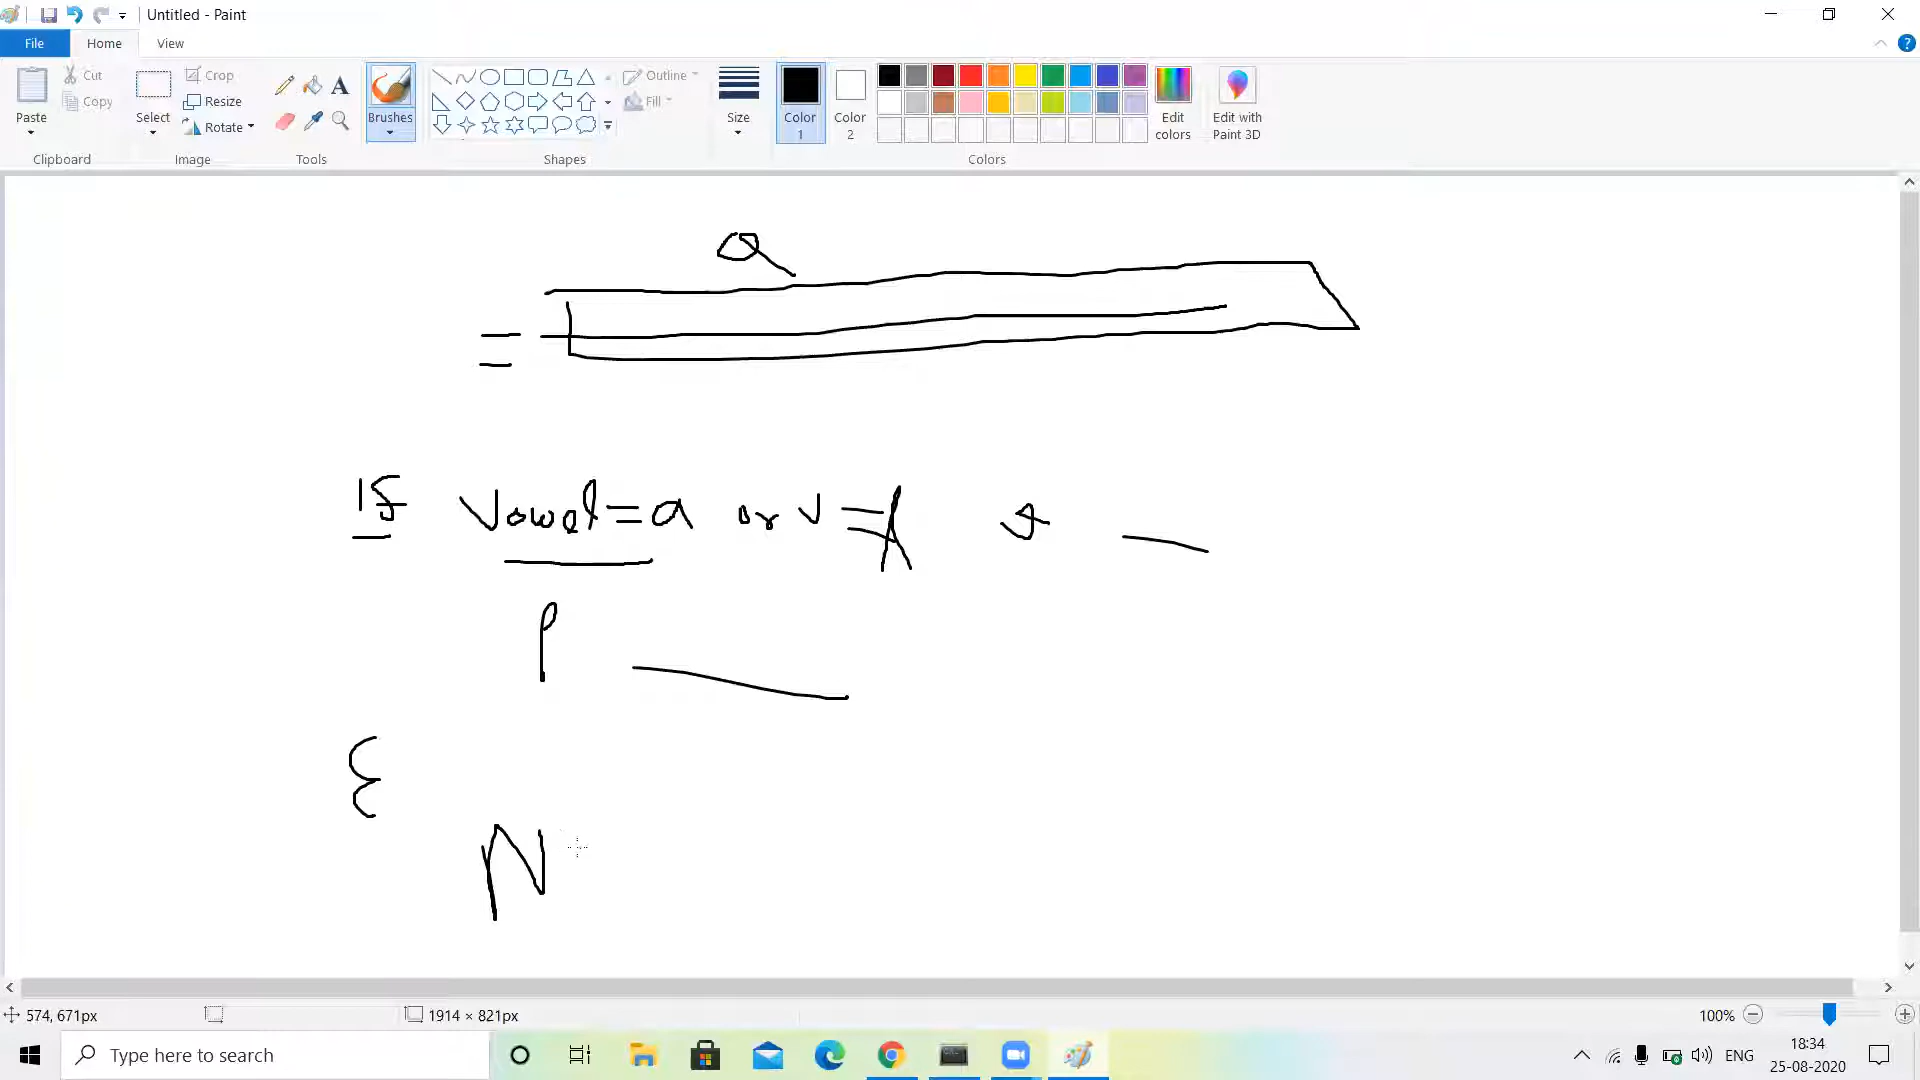 Untitled - Paint
File Home View
Paste
Cut
Copy
Clipboard
Select
Crop
Resize
Rotate
Image
Tools
Brushes
Outline
Fill
Shapes
Size
Color 1
Color 2
Edit colors
Edit with Paint 3D
Colors
a
=
If Vowel = a or v =
P
E
N
574, 671px
1914 × 821px
100%
Type here to search
ENG
18:34
25-08-2020